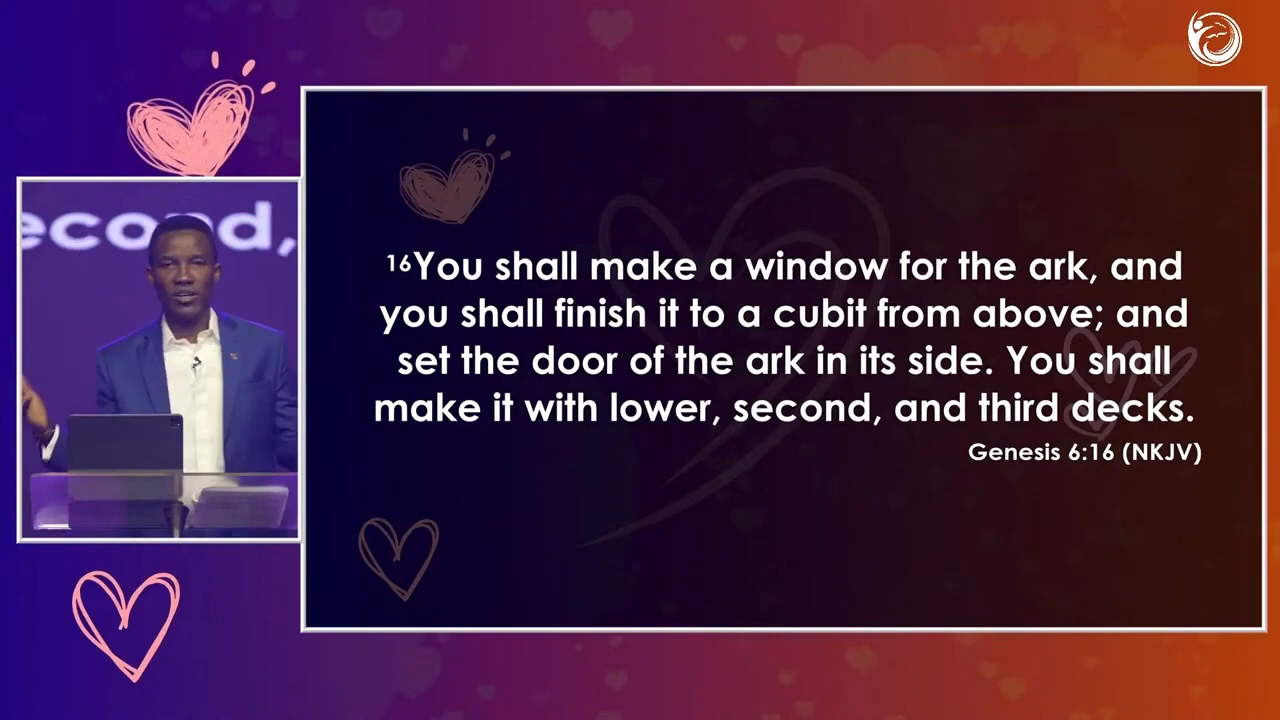 econd,
16You shall make a window for the ark, and
you shall finish it to a cubit from above; and
set the door of the ark in its side. You shall
make it with lower, second, and third decks.
Genesis 6:16 (NKJV)